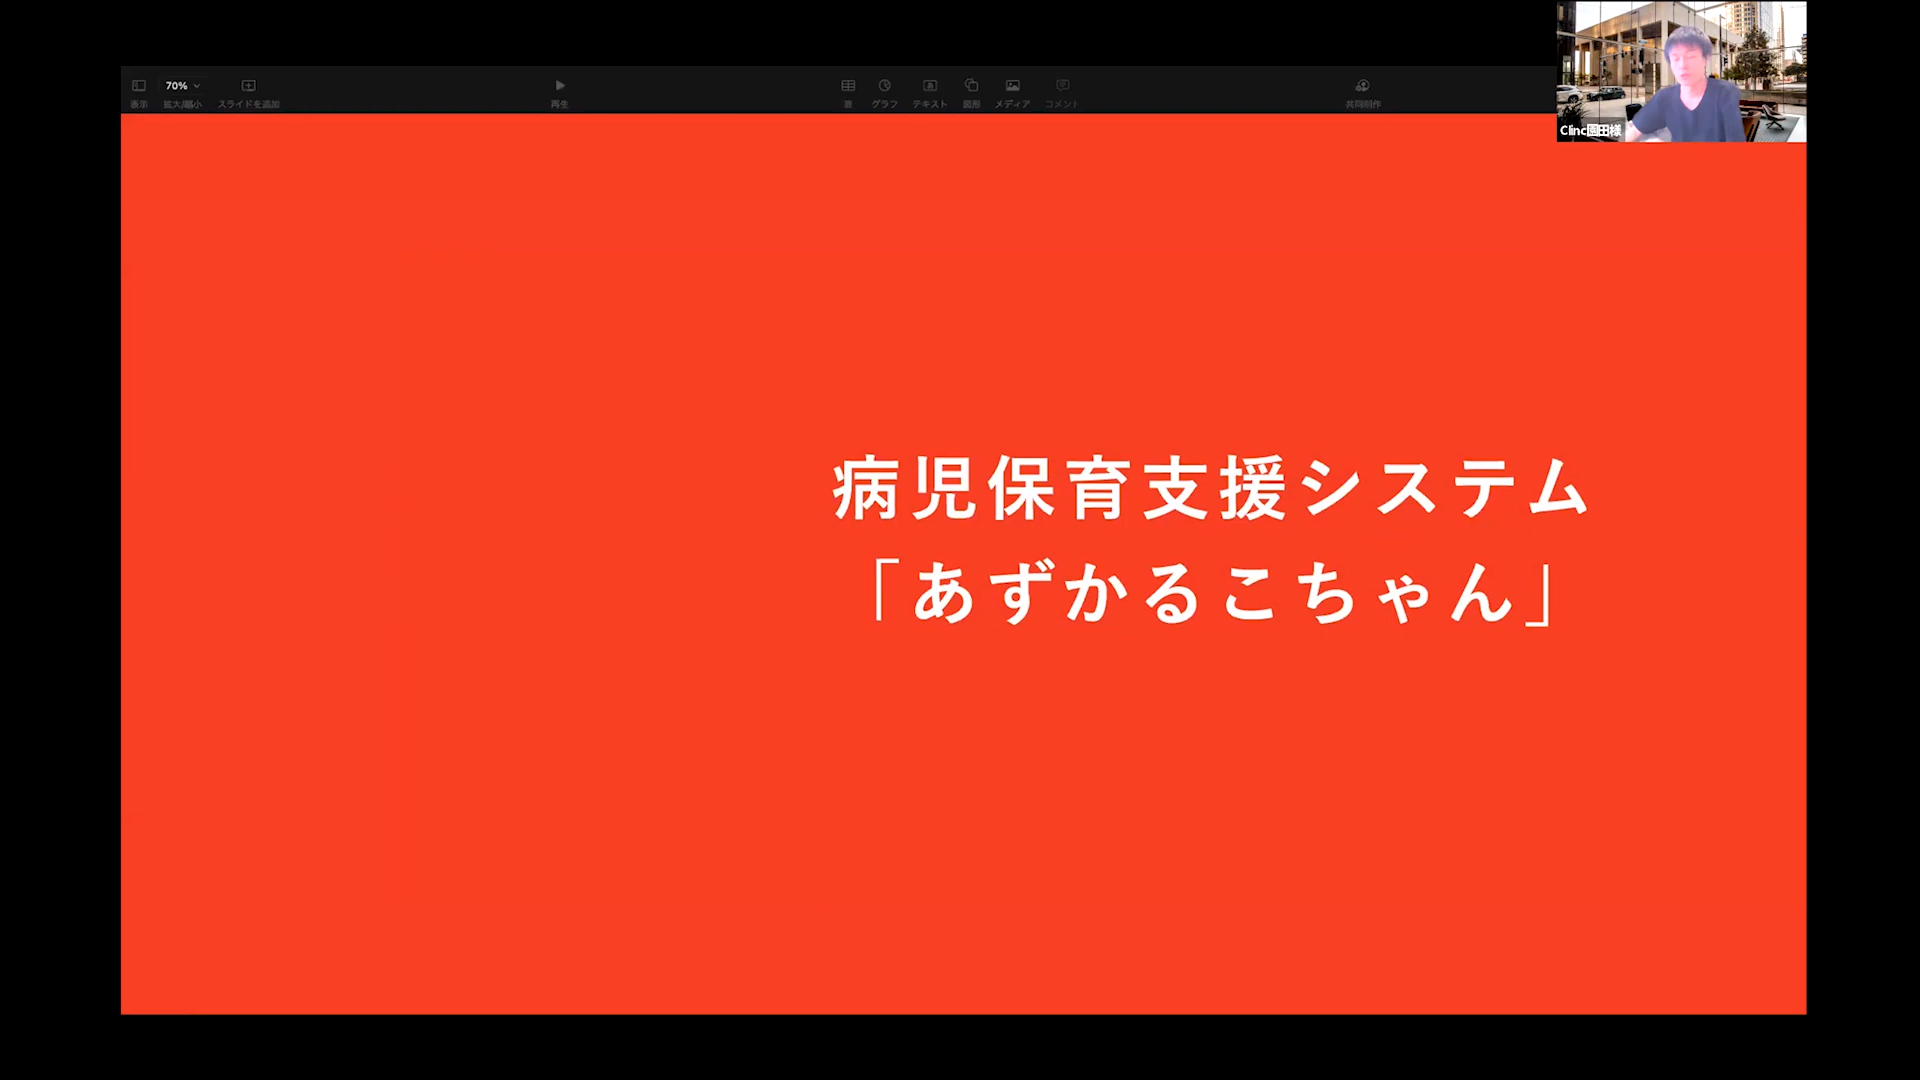 70%
表示
拡大/縮小
スライドを追加
再生
表
グラフ
テキスト
図形
メディア
コメント
共同制作
Clinc園田様
病児保育支援システム
「あずかるこちゃん」